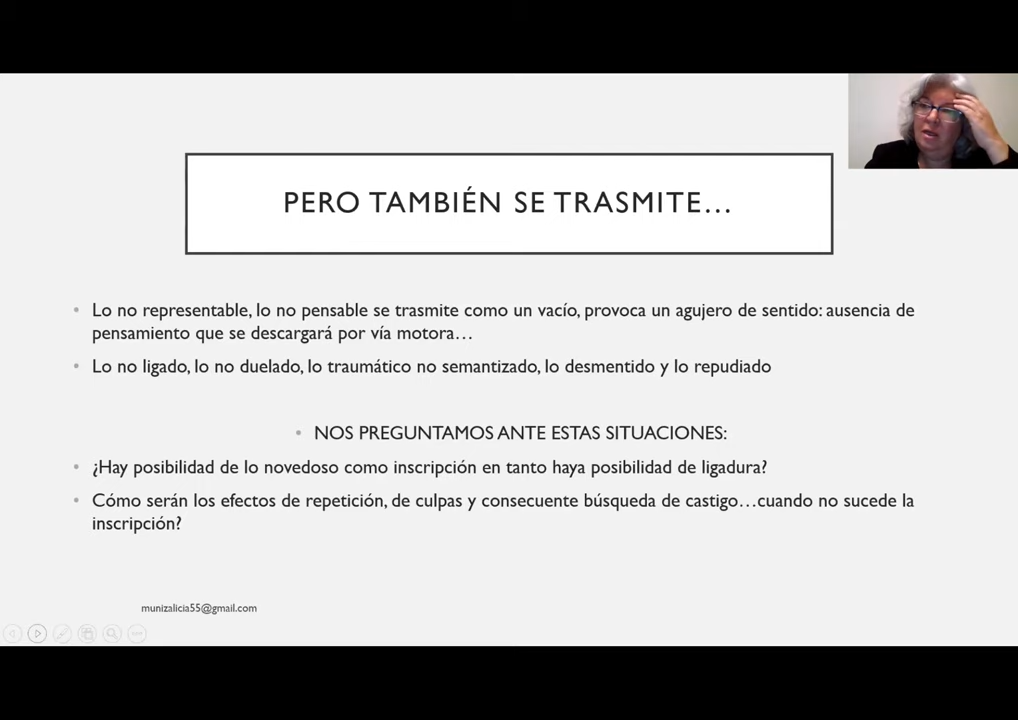 PERO TAMBIÉN SE TRASMITE…
Lo no representable, lo no pensable se trasmite como un vacío, provoca un agujero de sentido: ausencia de
pensamiento que se descargará por vía motora…
Lo no ligado, lo no duelado, lo traumático no semantizado, lo desmentido y lo repudiado
NOS PREGUNTAMOS ANTE ESTAS SITUACIONES:
¿Hay posibilidad de lo novedoso como inscripción en tanto haya posibilidad de ligadura?
Cómo serán los efectos de repetición, de culpas y consecuente búsqueda de castigo…cuando no sucede la
inscripción?
munizalicia55@gmail.com